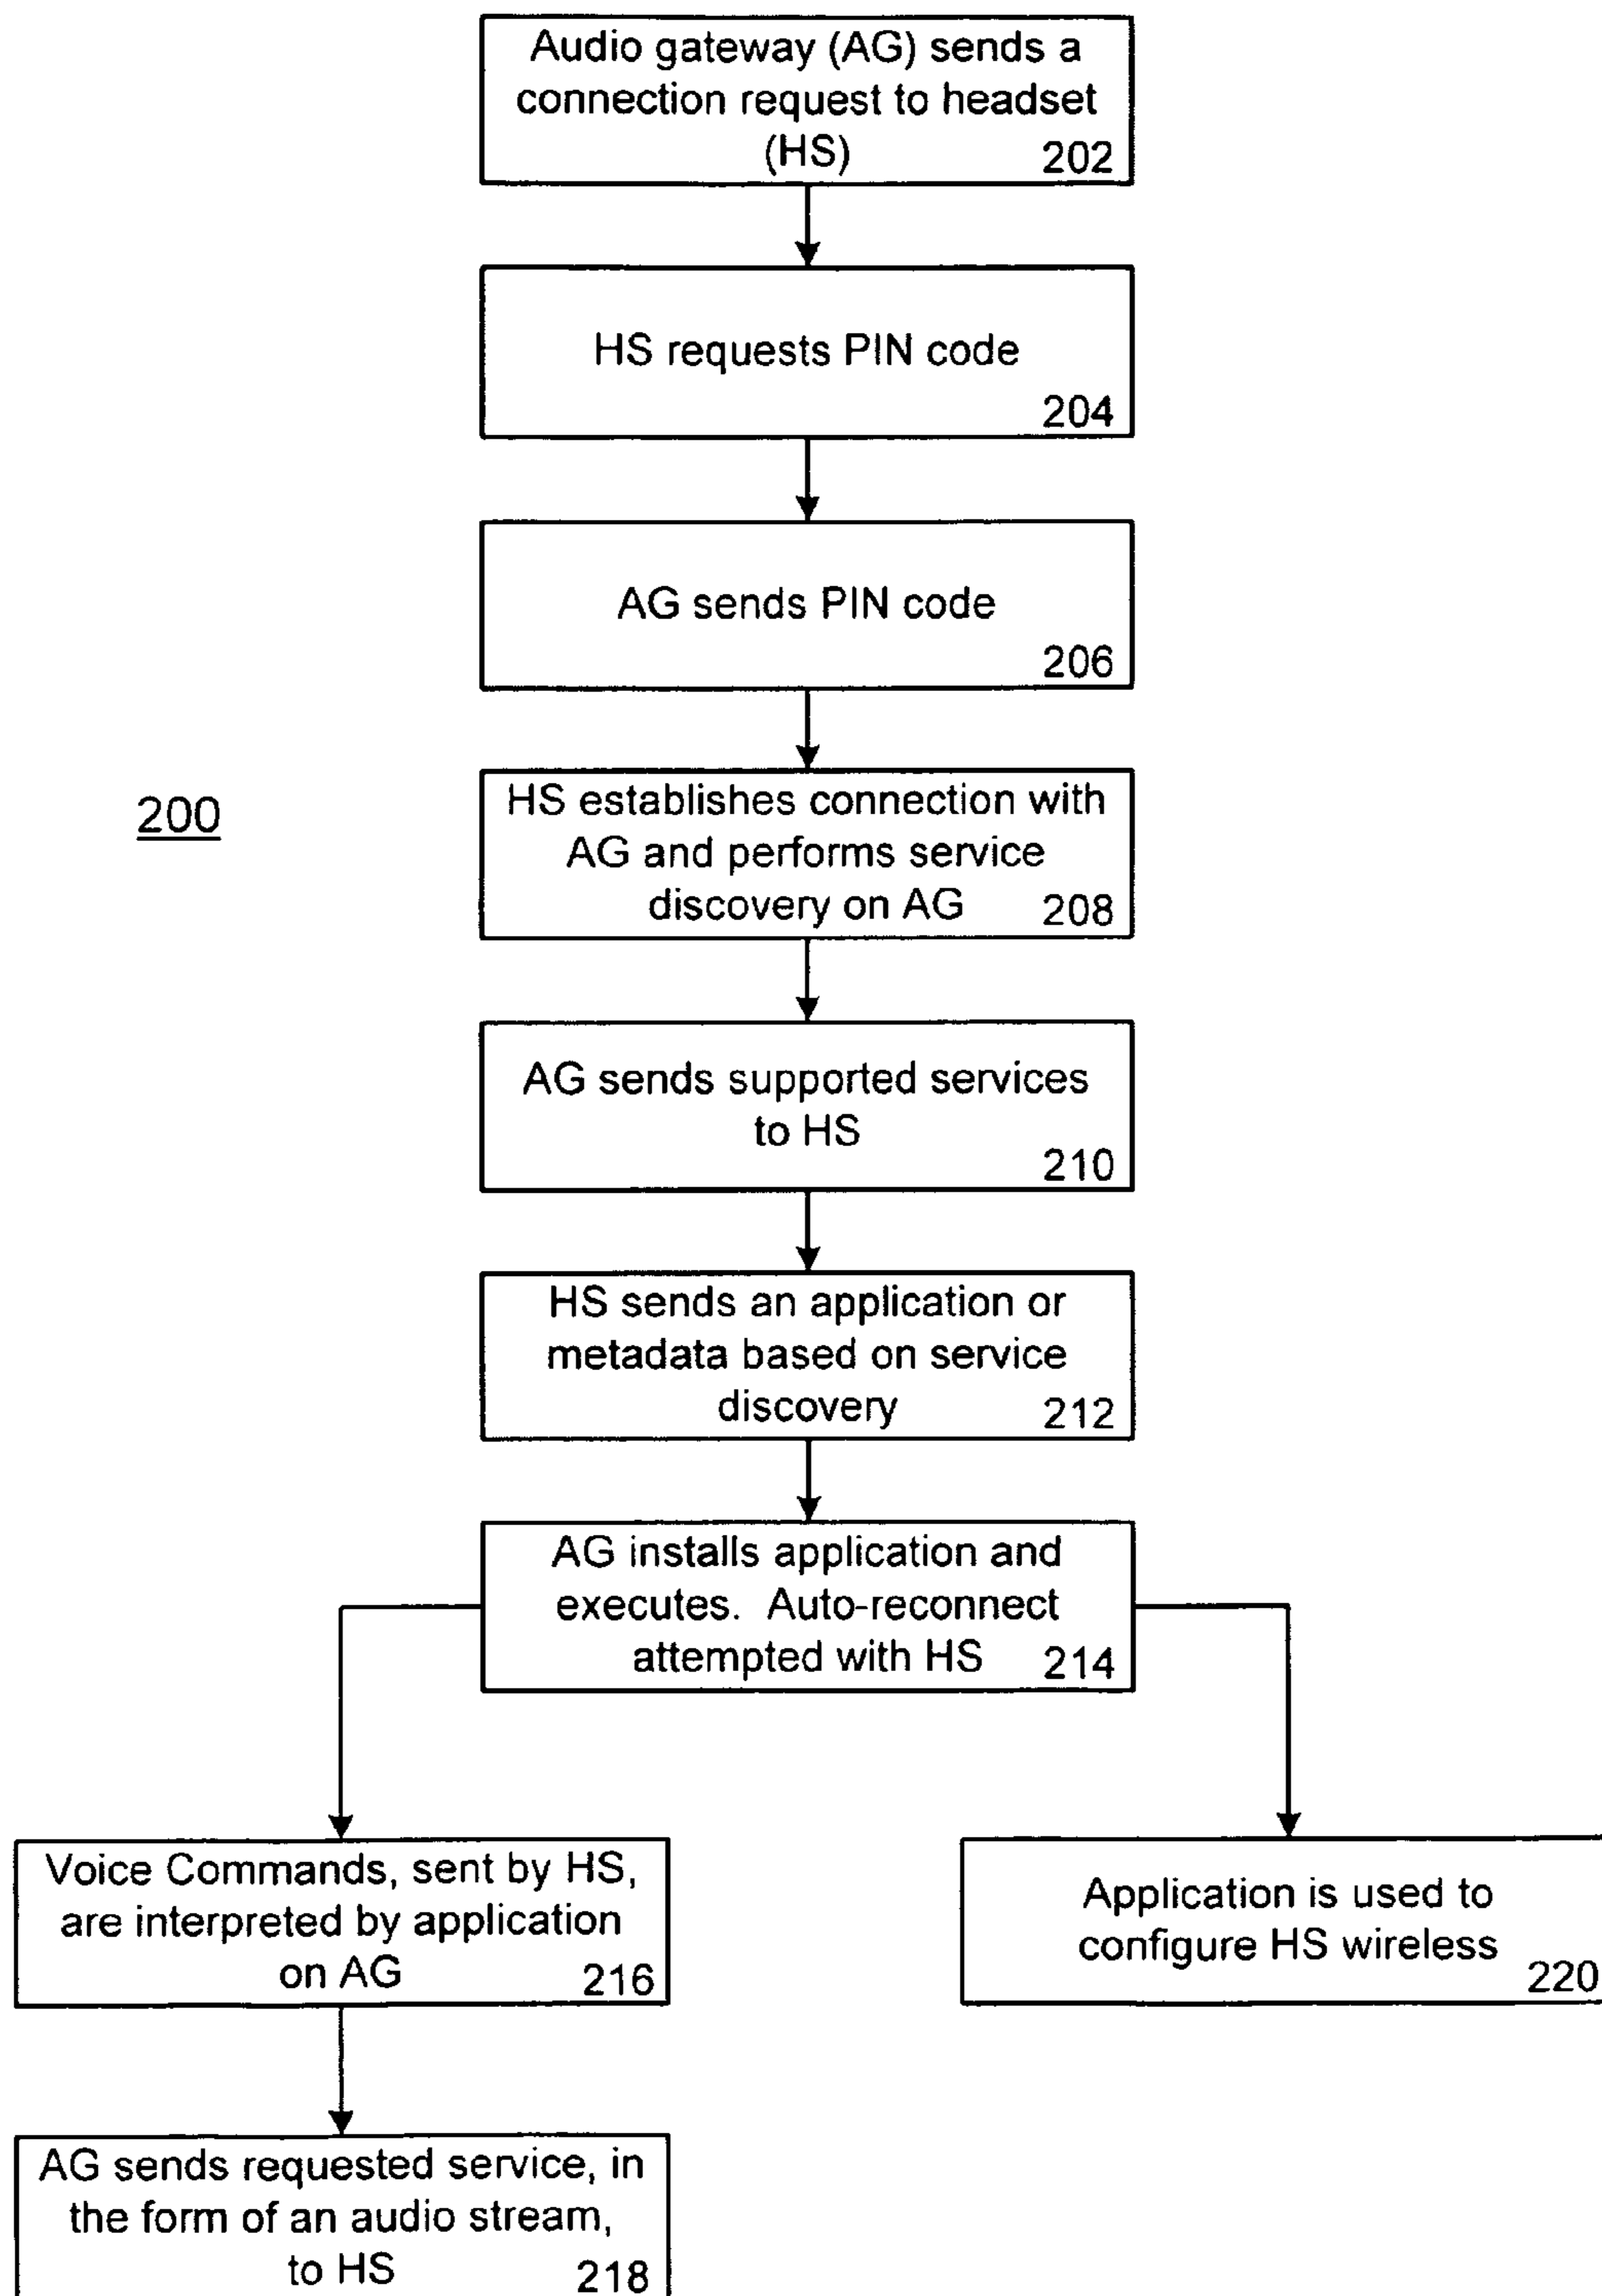 Audio gateway (AG) sends a
connection request to headset
(HS) 202
HS requests PIN code
204
AG sends PIN code
206
200
HS establishes connection with
AG and performs service
discovery on AG 208
AG sends supported services
to HS
210
HS sends an application or
metadata based on service
discovery 212
AG installs application and
executes. Auto-reconnect
attempted with HS 214
Voice Commands, sent by HS,
are interpreted by application
on AG 216
Application is used to
configure HS wireless
220
AG sends requested service, in
the form of an audio stream,
to HS 218